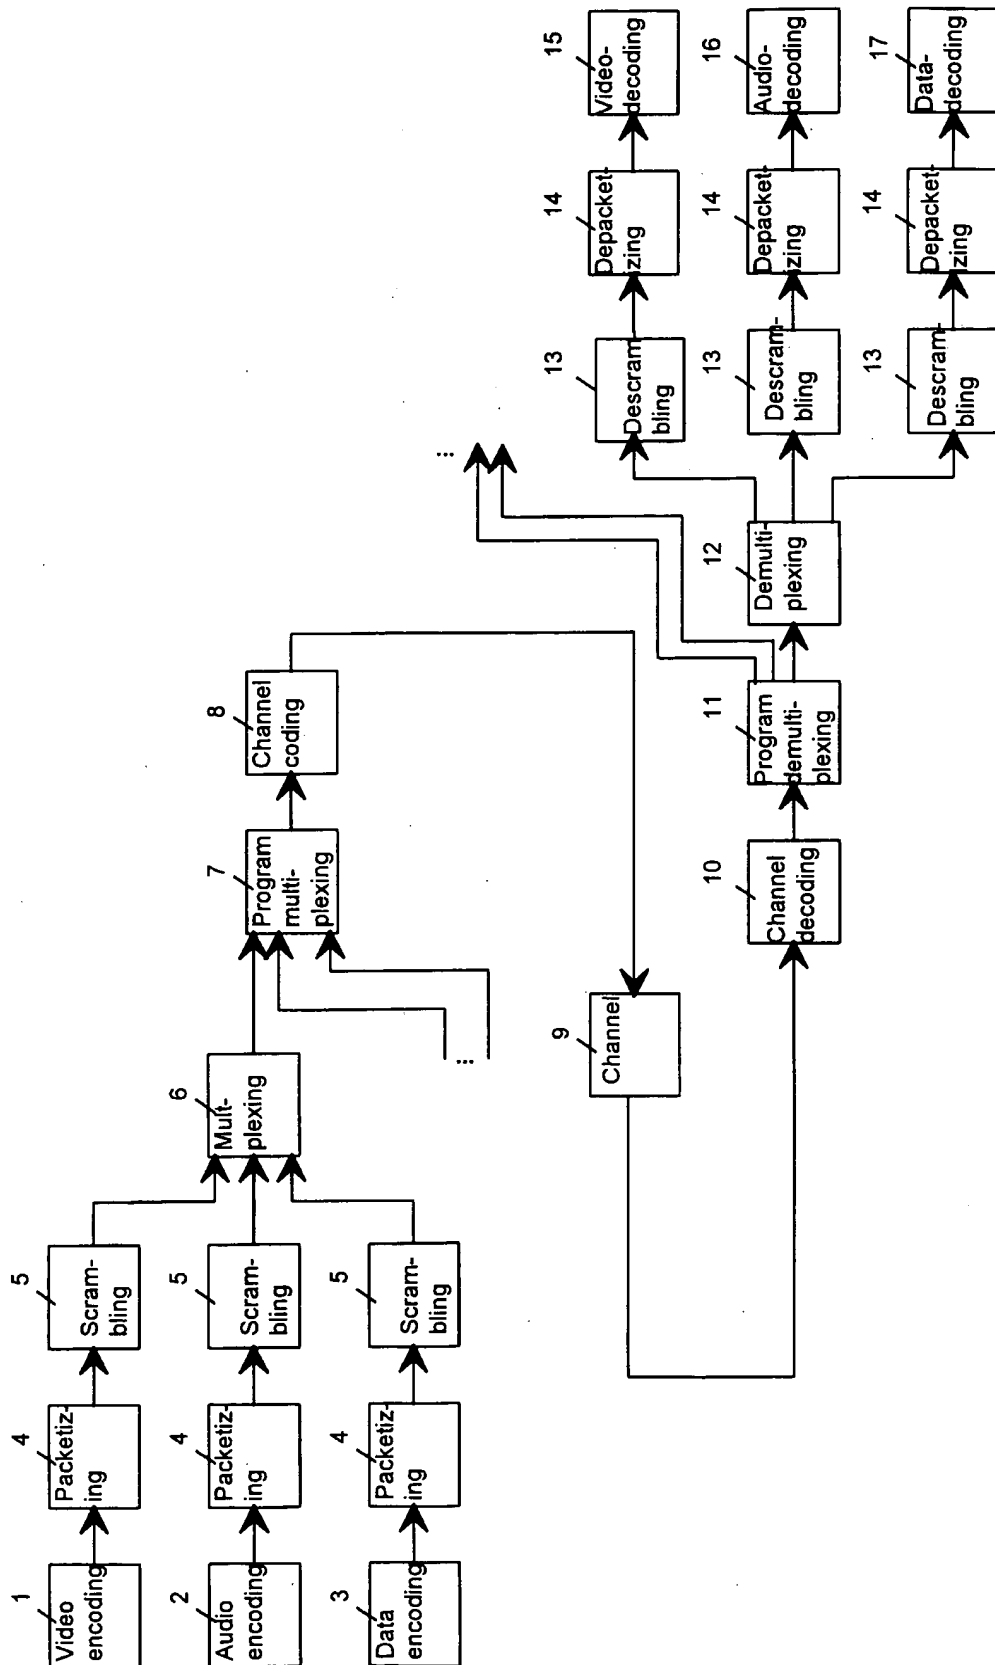 1
Video
encoding
4
Packetiz-
ing
5
Scram-
bling
2
Audio
encoding
4
Packetiz-
ing
5
Scram-
bling
3
Data
encoding
4
Packetiz-
ing
5
Scram-
bling
6
Mult-
plexing
...
7
Program
multi-
plexing
8
Channel
coding
9
Channel
10
Channel
decoding
11
Program
demulti-
plexing
...
12
Demulti-
plexing
13
Descram
bling
14
Depacket-
izing
15
Video-
decoding
13
Descram-
bling
14
Depacket-
izing
16
Audio-
decoding
13
Descram-
bling
14
Depacket-
izing
17
Data-
decoding